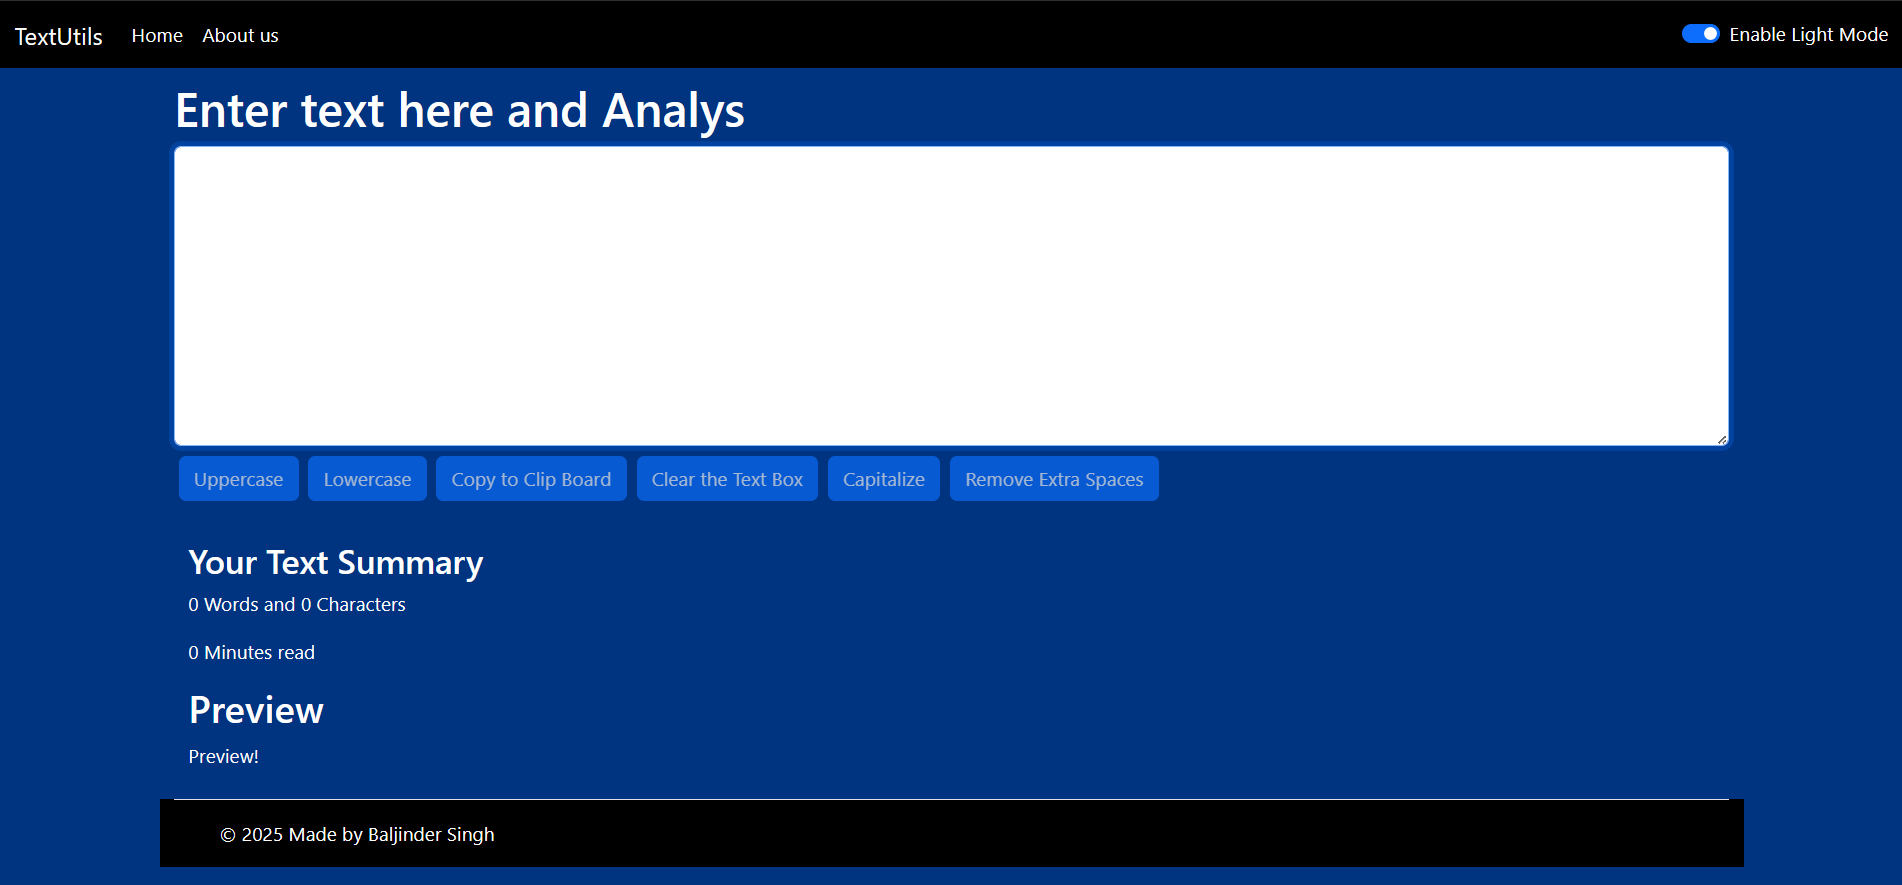 TextUtils Home About us Enable Light Mode
Enter text here and Analys
Uppercase Lowercase Copy to Clip Board Clear the Text Box Capitalize Remove Extra Spaces
Your Text Summary
0 Words and 0 Characters
0 Minutes read
Preview
Preview!
© 2025 Made by Baljinder Singh